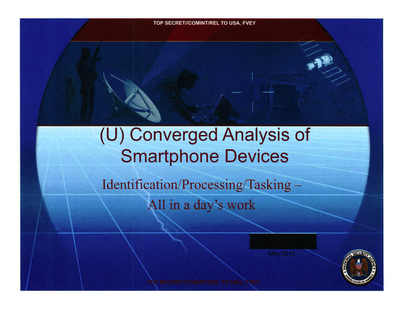 TOP SECRET//COMINT/REL TO USA, FVEY
(U) Converged Analysis of
Smartphone Devices
Identification/Processing/Tasking –
All in a day's work
May 2010